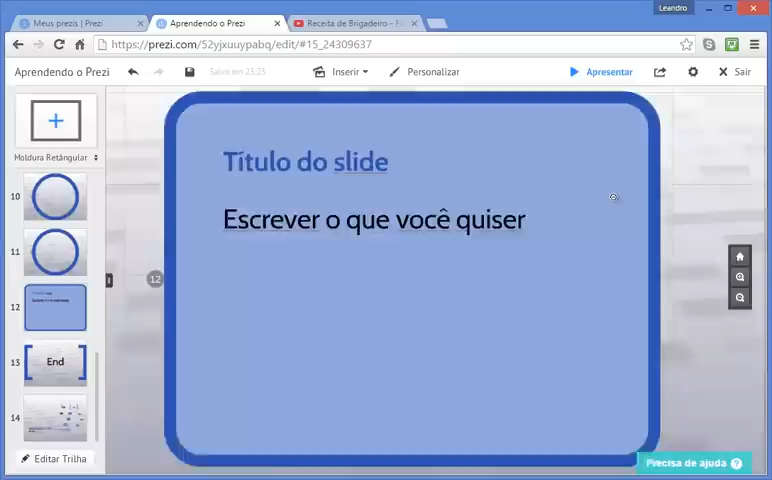 Leandro
Meus prezis | Prezi
Aprendendo o Prezi
Receita de Brigadeiro - F
https://prezi.com/52yjxuuypabq/edit/#15_24309637
Aprendendo o Prezi
Salvo em 23:23
Inserir
Personalizar
Apresentar
Sair
Moldura Retângular
10
11
12
13
End
14
Editar Trilha
12
Título do slide
Escrever o que você quiser
Precisa de ajuda ?